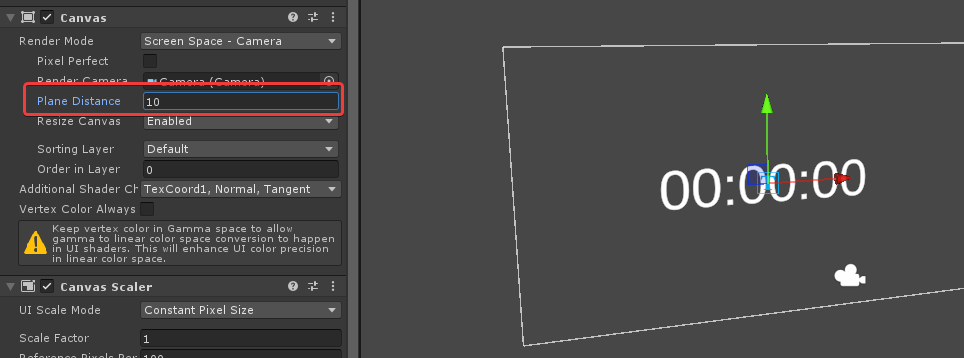 Canvas
Render Mode Screen Space - Camera
Pixel Perfect
Render Camera Camera (Camera)
Plane Distance 10
Resize Canvas Enabled
Sorting Layer Default
Order in Layer 0
Additional Shader Ch TexCoord1, Normal, Tangent
Vertex Color Always
Keep vertex color in Gamma space to allow
gamma to linear color space conversion to happen
in UI shaders. This will enhance UI color precision
in linear color space.
Canvas Scaler
UI Scale Mode Constant Pixel Size
Scale Factor 1
Reference Pixels Per 100
00:00:00